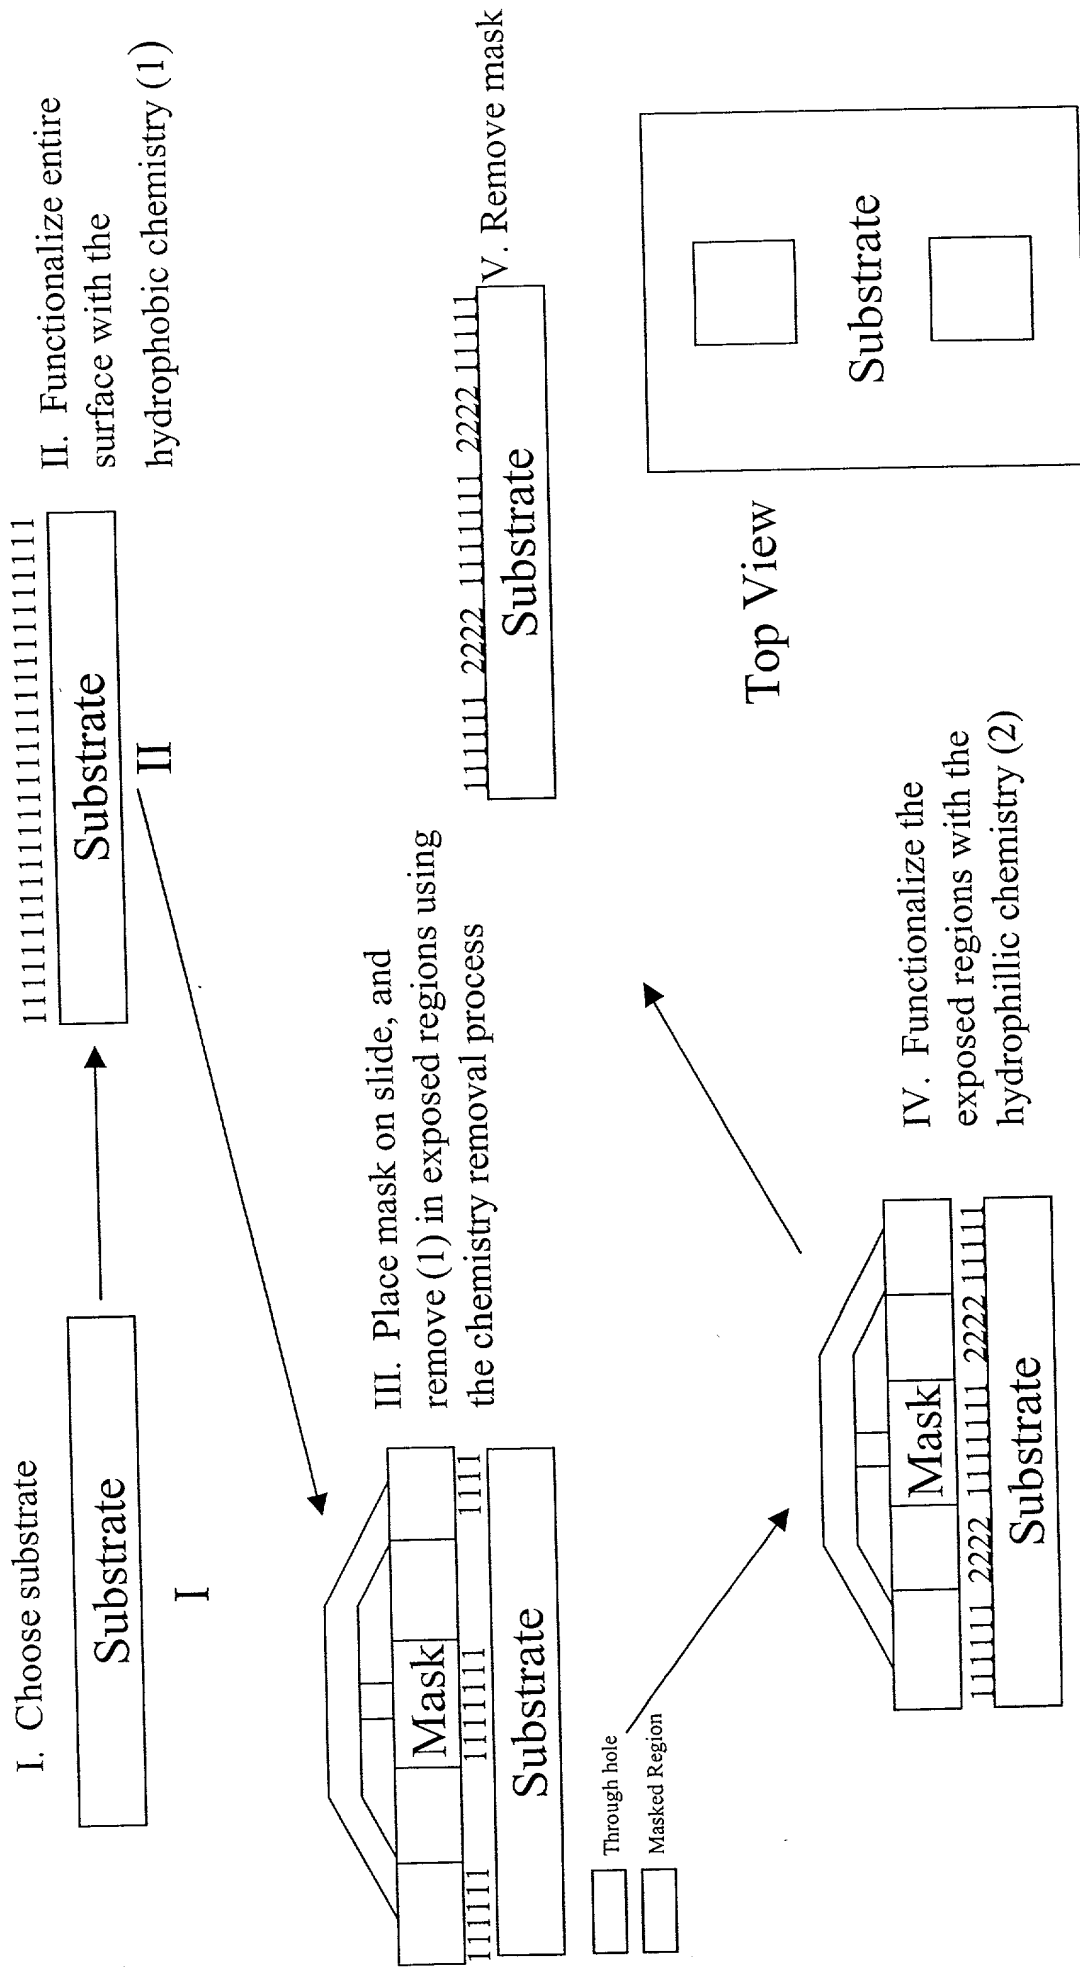 I. Choose substrate
Substrate
I
11111111111111111111111111111
Substrate
II
II. Functionalize entire
surface with the
hydrophobic chemistry (1)
III. Place mask on slide, and
remove (1) in exposed regions using
the chemistry removal process
Mask
111111 1111111 1111
Substrate
Through hole
Masked Region
IV. Functionalize the
exposed regions with the
hydrophillic chemistry (2)
Mask
111111 2222 1111111 2222 11111
Substrate
V. Remove mask
111111 2222 1111111 2222 11111
Substrate
Top View
Substrate